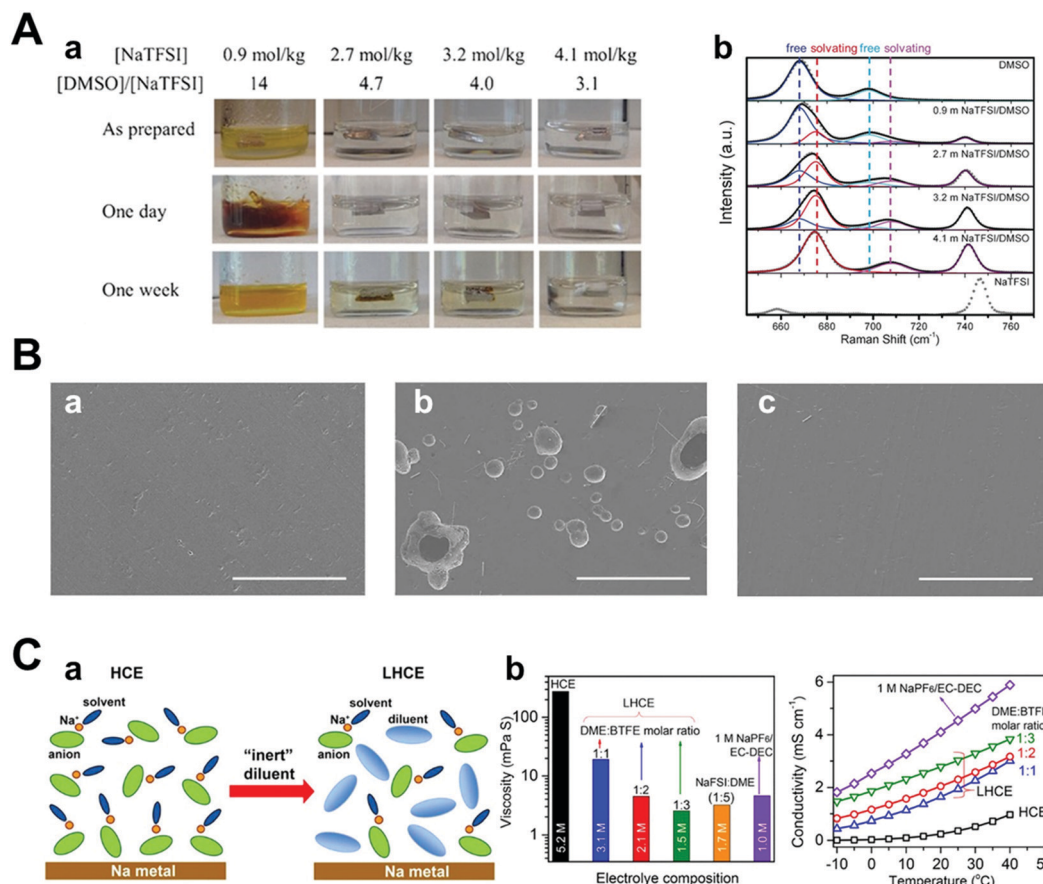 A
a
[NaTFSI] 0.9 mol/kg 2.7 mol/kg 3.2 mol/kg 4.1 mol/kg
[DMSO]/[NaTFSI] 14 4.7 4.0 3.1
As prepared
One day
One week
b
free solvating free solvating
DMSO
0.9 m NaTFSI/DMSO
2.7 m NaTFSI/DMSO
3.2 m NaTFSI/DMSO
4.1 m NaTFSI/DMSO
NaTFSI
Intensity (a.u.)
660 680 700 720 740 760
Raman Shift (cm⁻¹)
B
a
b
c
C
a
HCE
solvent
Na⁺
anion
Na metal
"inert"
diluent
LHCE
solvent
Na⁺
diluent
anion
Na metal
b
Viscosity (mPa S)
100
10
1
HCE
LHCE
DME:BTFE molar ratio
1:1
1:2
1:3
NaFSI:DME
(1:5)
1 M NaPF₆/
EC-DEC
5.2 M
3.1 M
2.1 M
1.5 M
1.7 M
1.0 M
Electrolye composition
Conductivity (mS cm⁻¹)
6
4
2
0
1 M NaPF₆/EC-DEC
DME:BTFE
molar ratio
1:3
1:2
1:1
LHCE
HCE
-10 0 10 20 30 40
Temperature (°C)